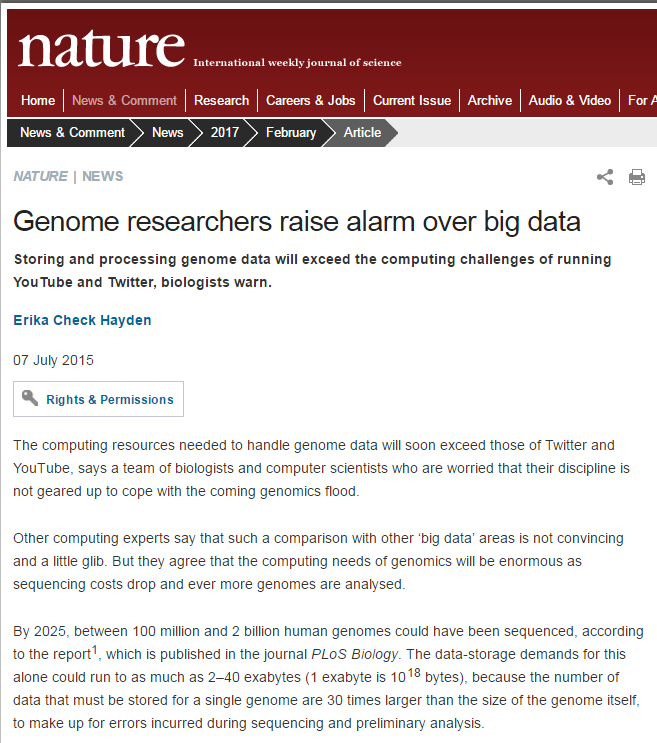 nature International weekly journal of science
Home News & Comment Research Careers & Jobs Current Issue Archive Audio & Video For A
News & Comment News 2017 February Article
NATURE | NEWS
Genome researchers raise alarm over big data
Storing and processing genome data will exceed the computing challenges of running
YouTube and Twitter, biologists warn.
Erika Check Hayden
07 July 2015
Rights & Permissions
The computing resources needed to handle genome data will soon exceed those of Twitter and
YouTube, says a team of biologists and computer scientists who are worried that their discipline is
not geared up to cope with the coming genomics flood.
Other computing experts say that such a comparison with other ‘big data’ areas is not convincing
and a little glib. But they agree that the computing needs of genomics will be enormous as
sequencing costs drop and ever more genomes are analysed.
By 2025, between 100 million and 2 billion human genomes could have been sequenced, according
to the report¹, which is published in the journal PLoS Biology. The data-storage demands for this
alone could run to as much as 2–40 exabytes (1 exabyte is 10¹⁸ bytes), because the number of
data that must be stored for a single genome are 30 times larger than the size of the genome itself,
to make up for errors incurred during sequencing and preliminary analysis.